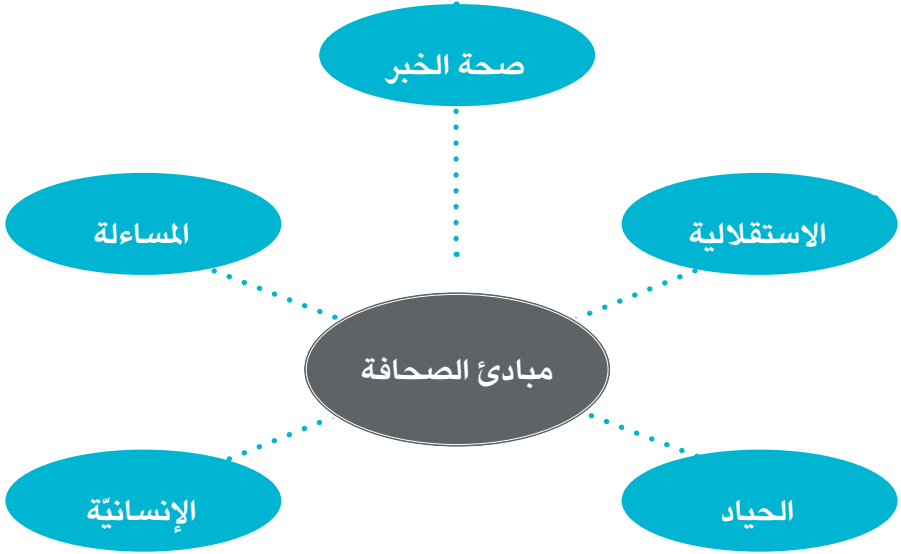 صحة الخبر
الاستقلالية
المساءلة
مبادئ الصحافة
الحياد
الإنسانيّة